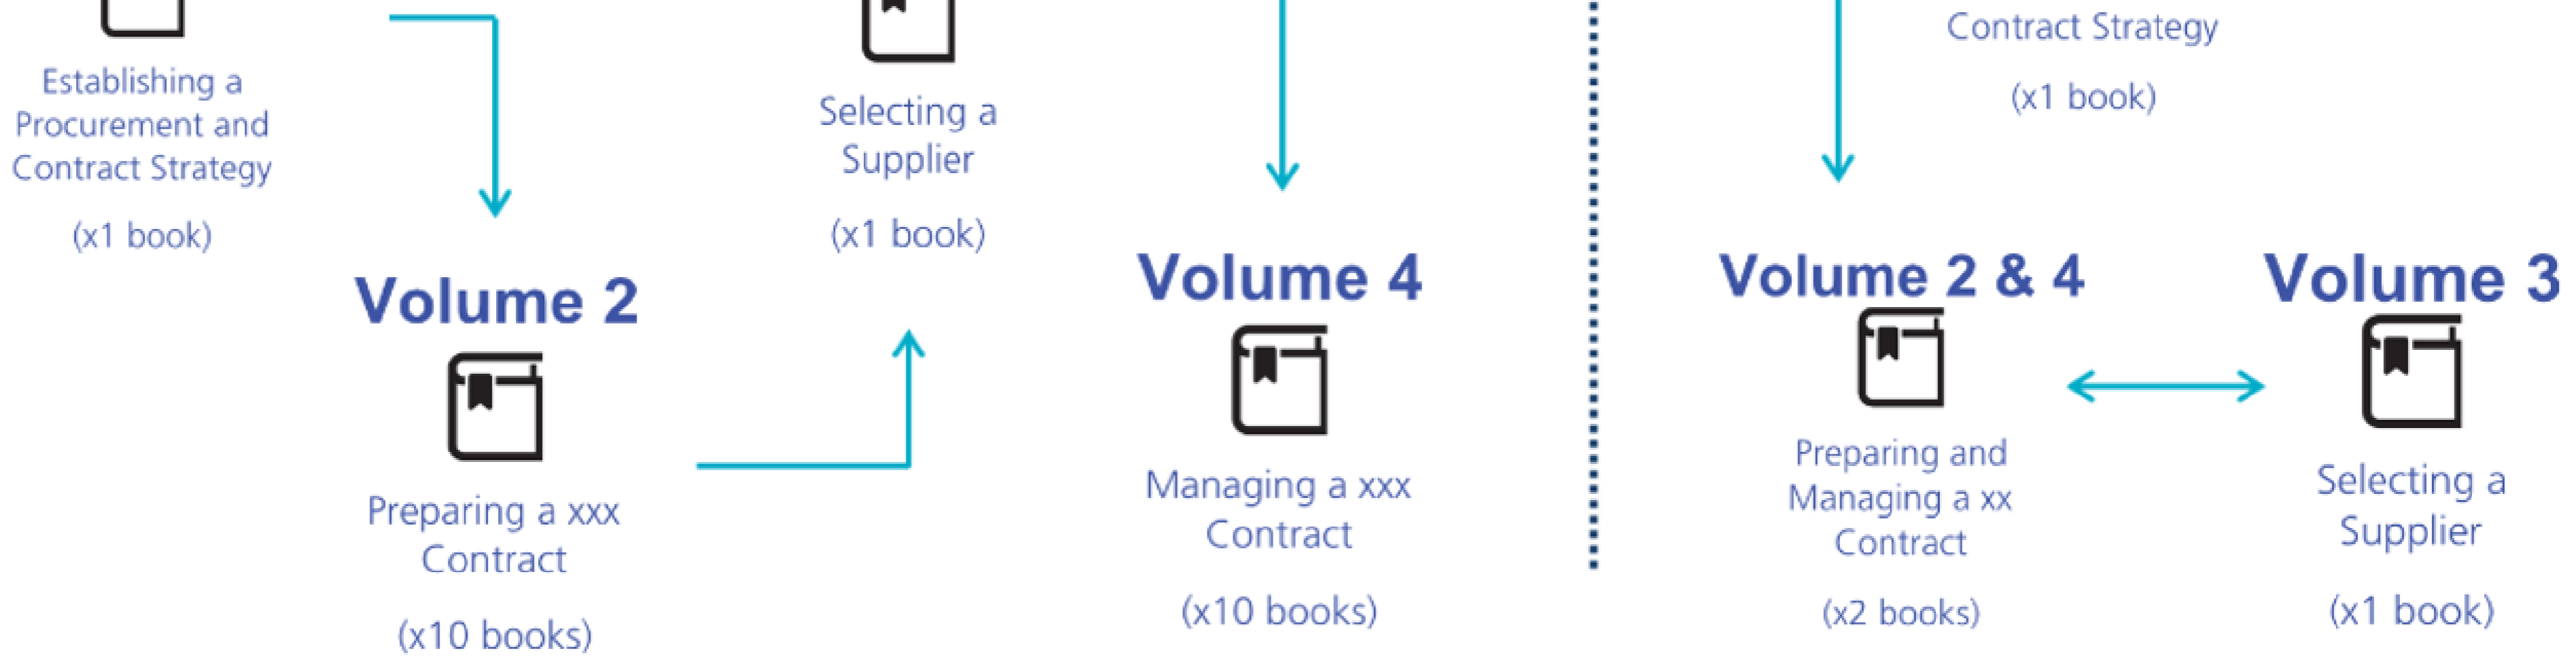 Establishing a
Procurement and
Contract Strategy
(x1 book)
Volume 2
Preparing a xxx
Contract
(x10 books)
Selecting a
Supplier
(x1 book)
Volume 4
Managing a xxx
Contract
(x10 books)
Contract Strategy
(x1 book)
Volume 2 & 4
Preparing and
Managing a xx
Contract
(x2 books)
Volume 3
Selecting a
Supplier
(x1 book)